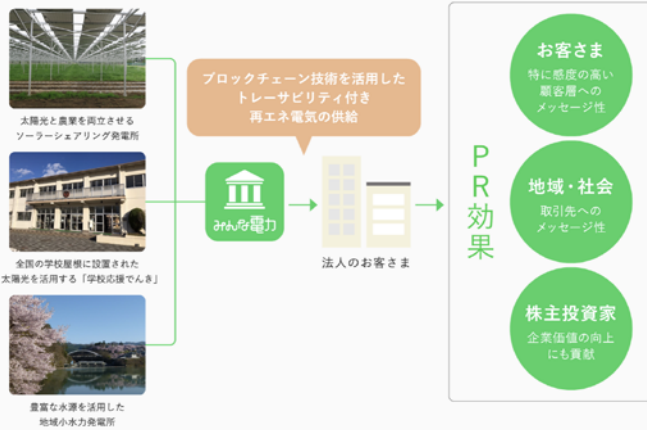 太陽光と農業を両立させる
ソーラーシェアリング発電所
全国の学校屋根に設置された
太陽光を活用する「学校応援でんき」
豊富な水源を活用した
地域小水力発電所
ブロックチェーン技術を活用した
トレーサビリティ付き
再エネ電気の供給
みんな電力
法人のお客さま
PR効果
お客さま
特に感度の高い
顧客層への
メッセージ性
地域・社会
取引先への
メッセージ性
株主投資家
企業価値の向上
にも貢献